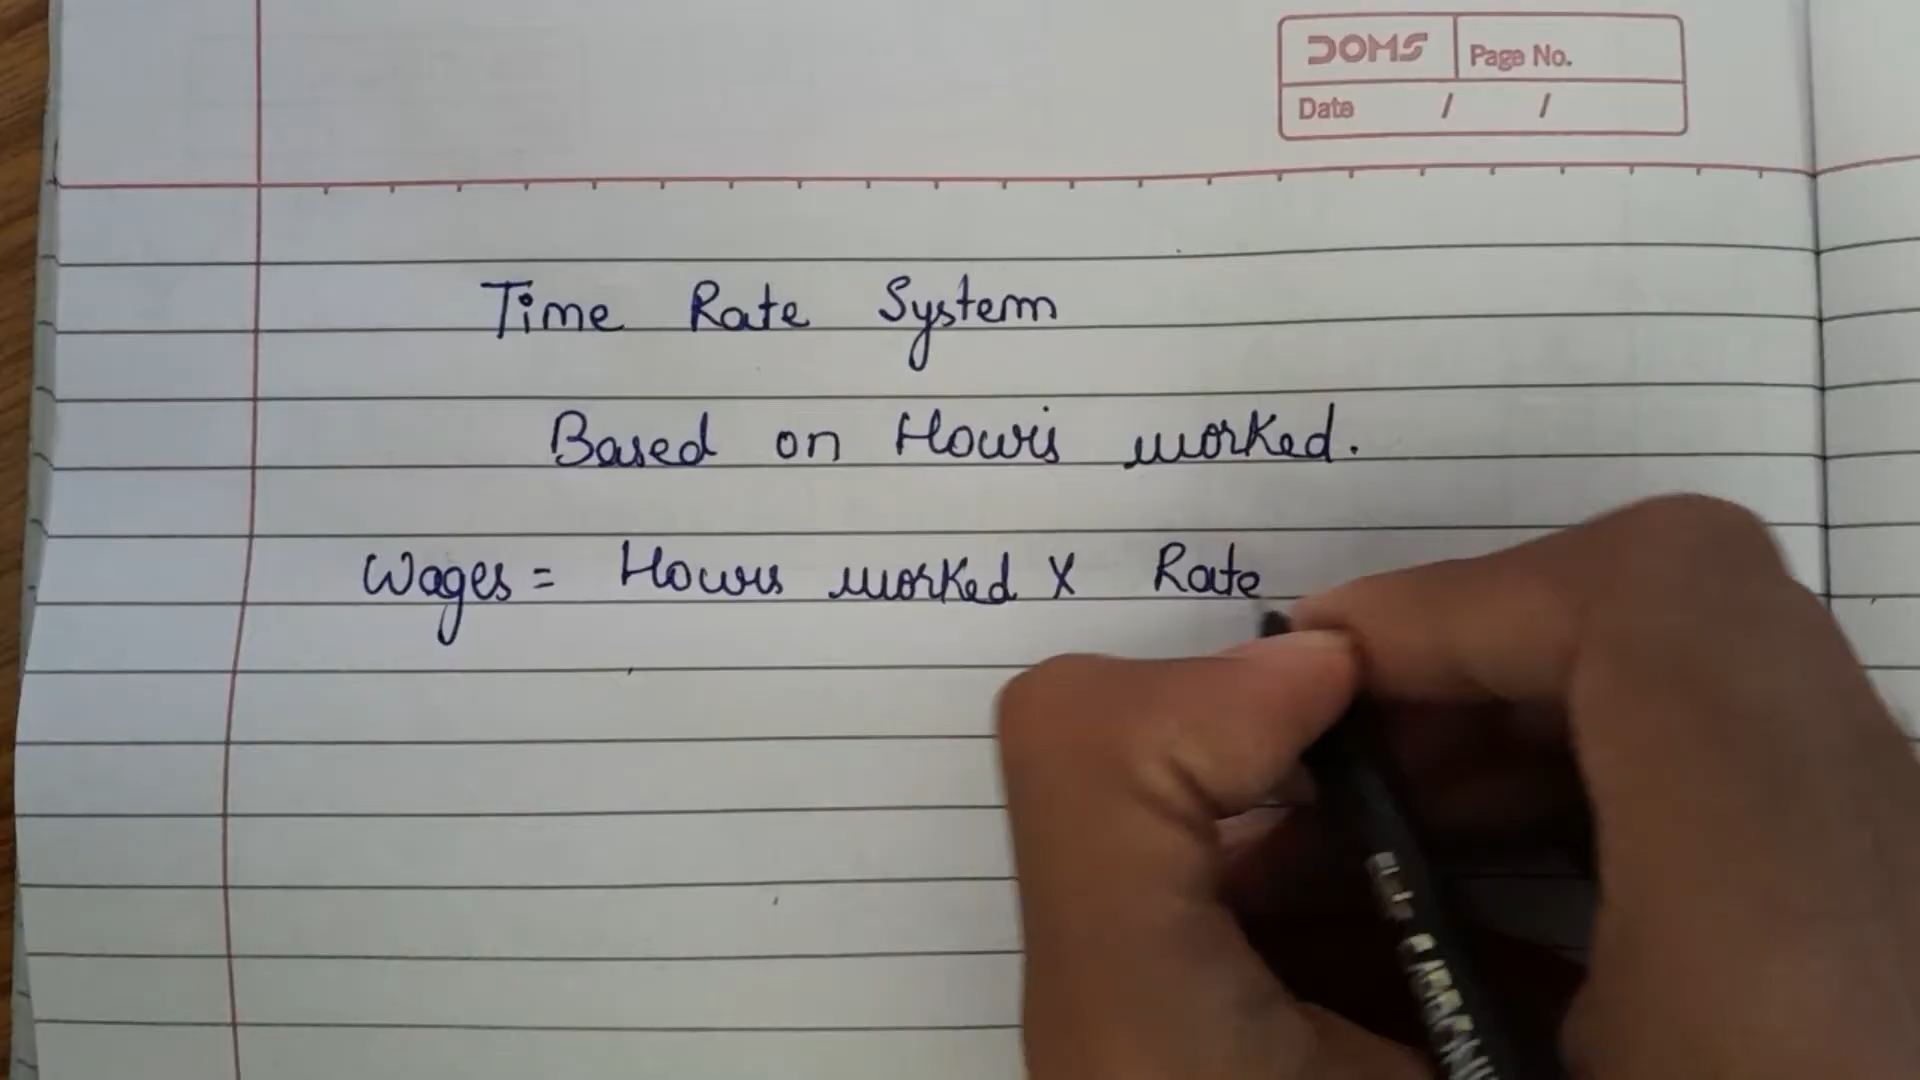 DOMS Page No.
Date / /
Time Rate System
Based on Hours worked.
Wages = Hours worked X Rate